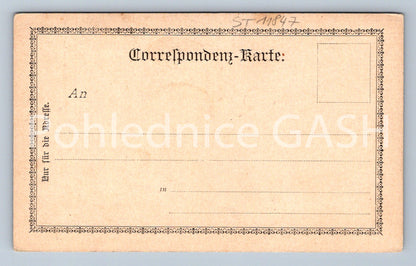 ST 11847
Correspondenz-Karte:
An
Nur für die Adresse.
Pohlednice GASH
in